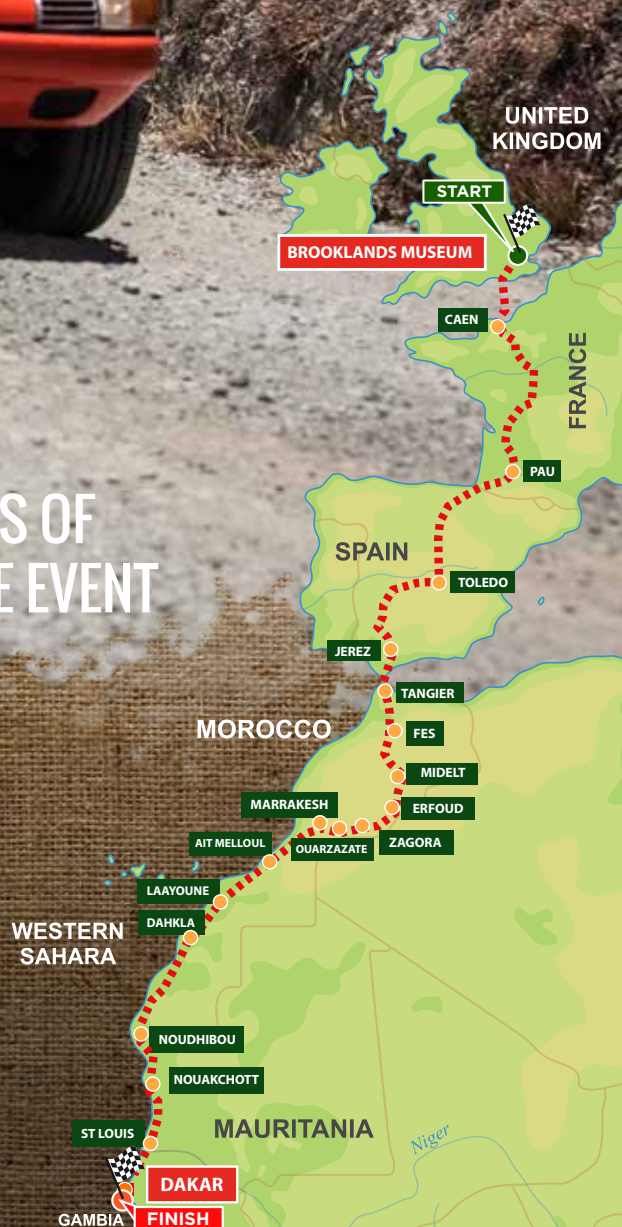 UNITED
KINGDOM
START
BROOKLANDS MUSEUM
CAEN
FRANCE
PAU
S OF
E EVENT
SPAIN
TOLEDO
JEREZ
TANGIER
MOROCCO
FES
MIDELT
MARRAKESH
ERFOUD
AIT MELLOUL
OUARZAZATE
ZAGORA
LAAYOUNE
DAHKLA
WESTERN
SAHARA
NOUDHIBOU
NOUAKCHOTT
ST LOUIS
MAURITANIA
Niger
DAKAR
GAMBIA
FINISH